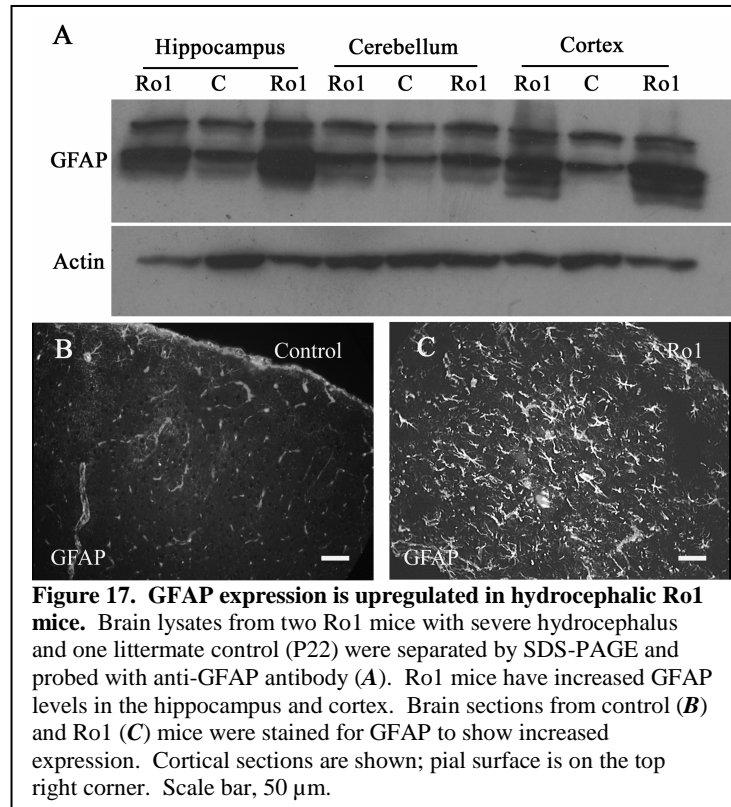 A
Hippocampus Cerebellum Cortex
Ro1 C Ro1 Ro1 C Ro1 Ro1 C Ro1
GFAP
Actin
B Control
GFAP
C Ro1
GFAP
Figure 17. GFAP expression is upregulated in hydrocephalic Ro1
mice. Brain lysates from two Ro1 mice with severe hydrocephalus
and one littermate control (P22) were separated by SDS-PAGE and
probed with anti-GFAP antibody (A). Ro1 mice have increased GFAP
levels in the hippocampus and cortex. Brain sections from control (B)
and Ro1 (C) mice were stained for GFAP to show increased
expression. Cortical sections are shown; pial surface is on the top
right corner. Scale bar, 50 µm.